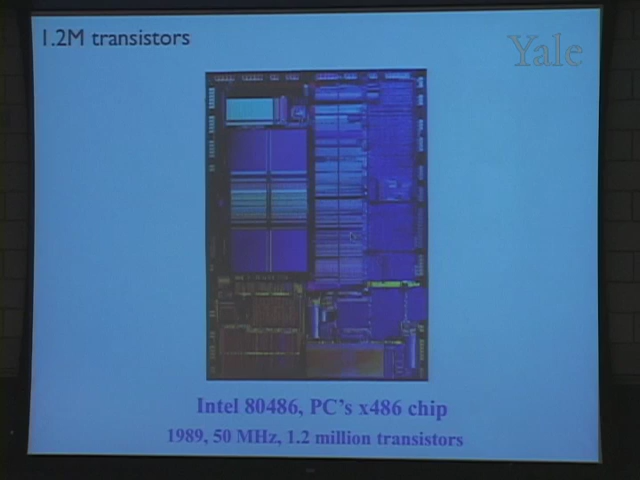 1.2M transistors
Yale
Intel 80486, PC's x486 chip
1989, 50 MHz, 1.2 million transistors